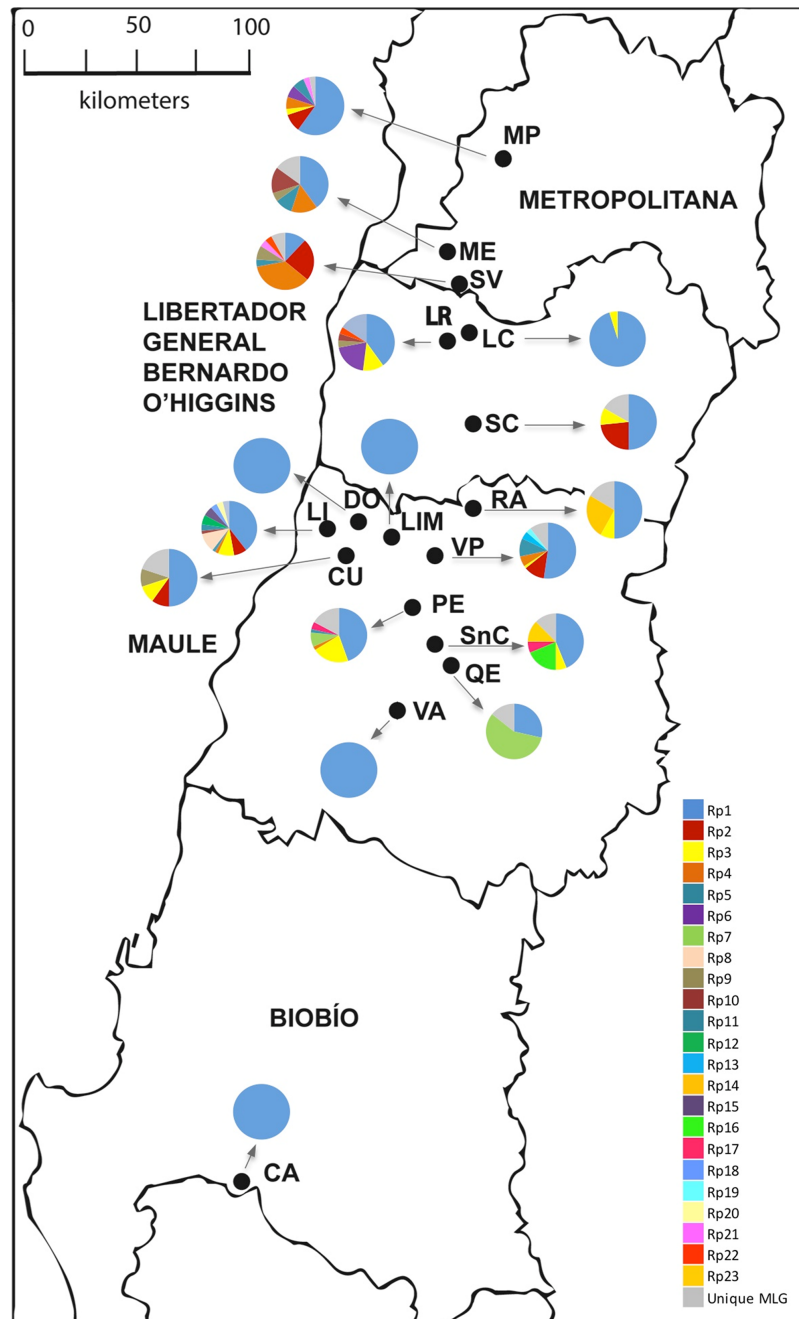 0 50 100
kilometers
MP
METROPOLITANA
ME
SV
LIBERTADOR
GENERAL
BERNARDO
O'HIGGINS
LR
LC
SC
RA
DO
LI
LIM
VP
CU
PE
MAULE
SnC
QE
VA
Rp1
Rp2
Rp3
Rp4
Rp5
Rp6
Rp7
Rp8
Rp9
Rp10
Rp11
Rp12
Rp13
Rp14
Rp15
Rp16
Rp17
Rp18
Rp19
Rp20
Rp21
Rp22
Rp23
Unique MLG
BIOBÍO
CA